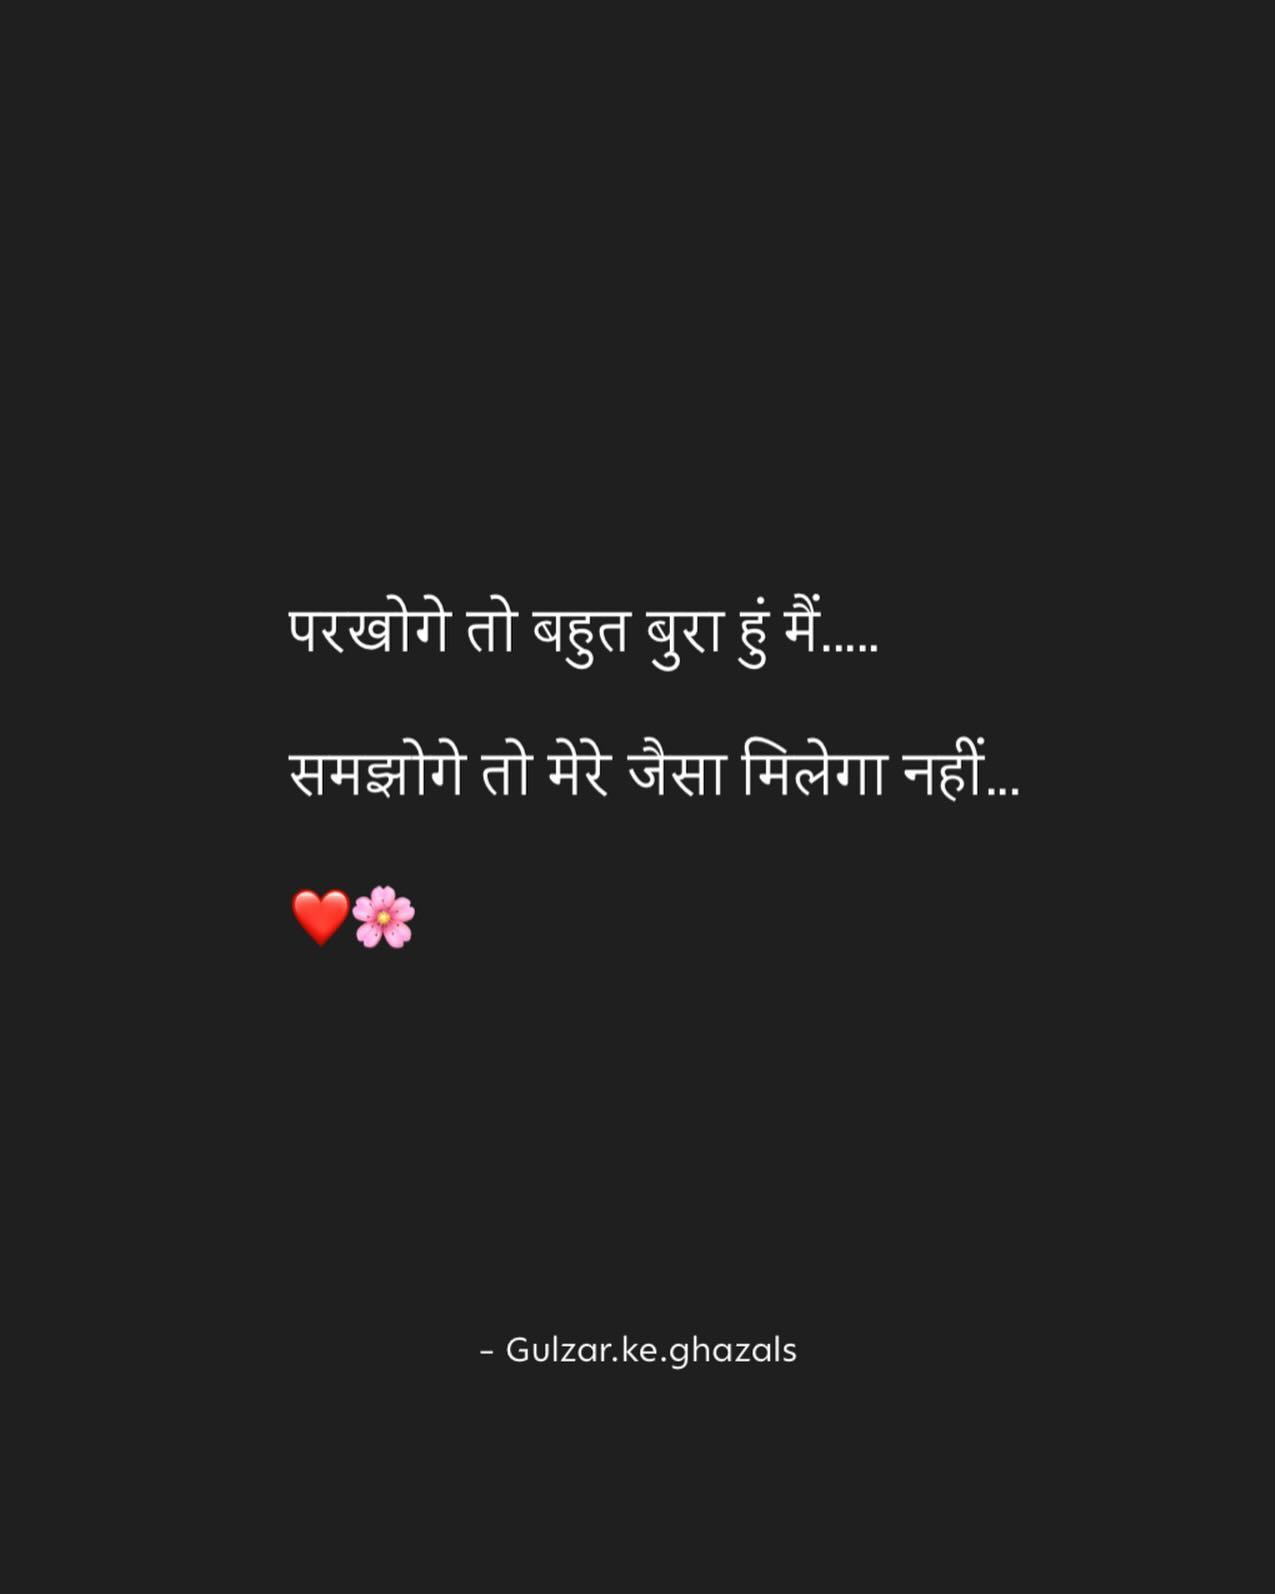 परखोगे तो बहुत बुरा हुं मैं.....
समझोगे तो मेरे जैसा मिलेगा नहीं...
❤️🌸
– Gulzar.ke.ghazals